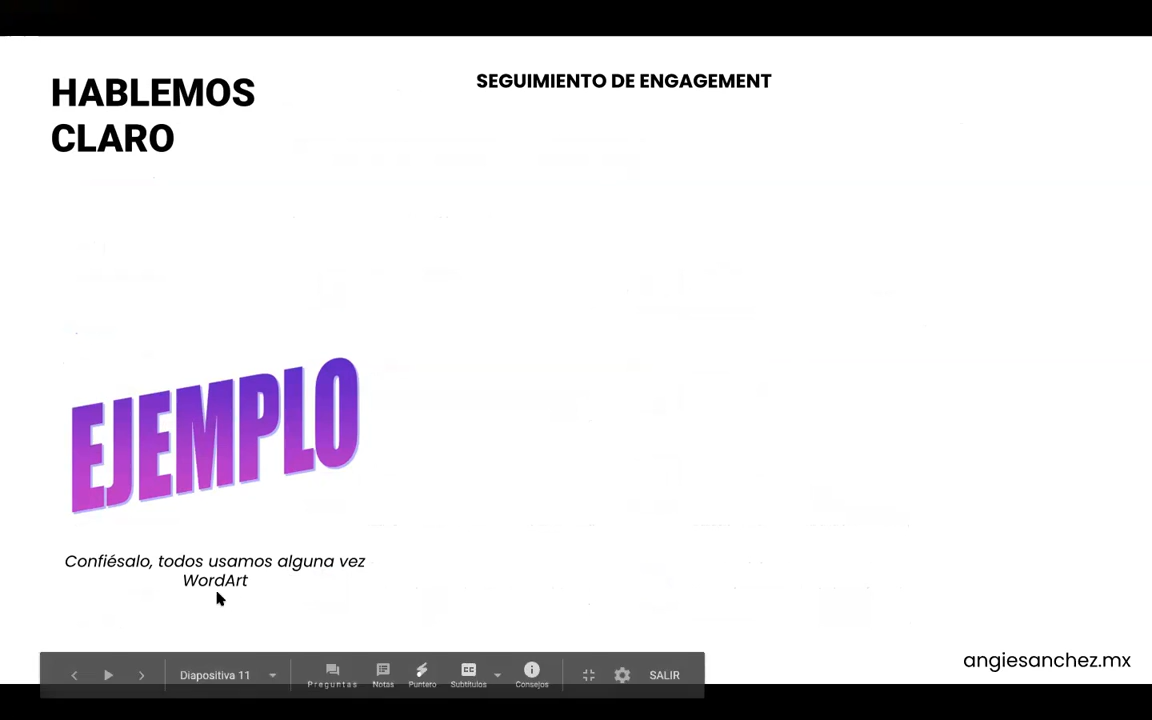 HABLEMOS
CLARO
SEGUIMIENTO DE ENGAGEMENT
EJEMPLO
Confiésalo, todos usamos alguna vez
WordArt
angiesanchez.mx
Diapositiva 11
Preguntas
Notas
Puntero
CC
Subtítulos
Consejos
SALIR